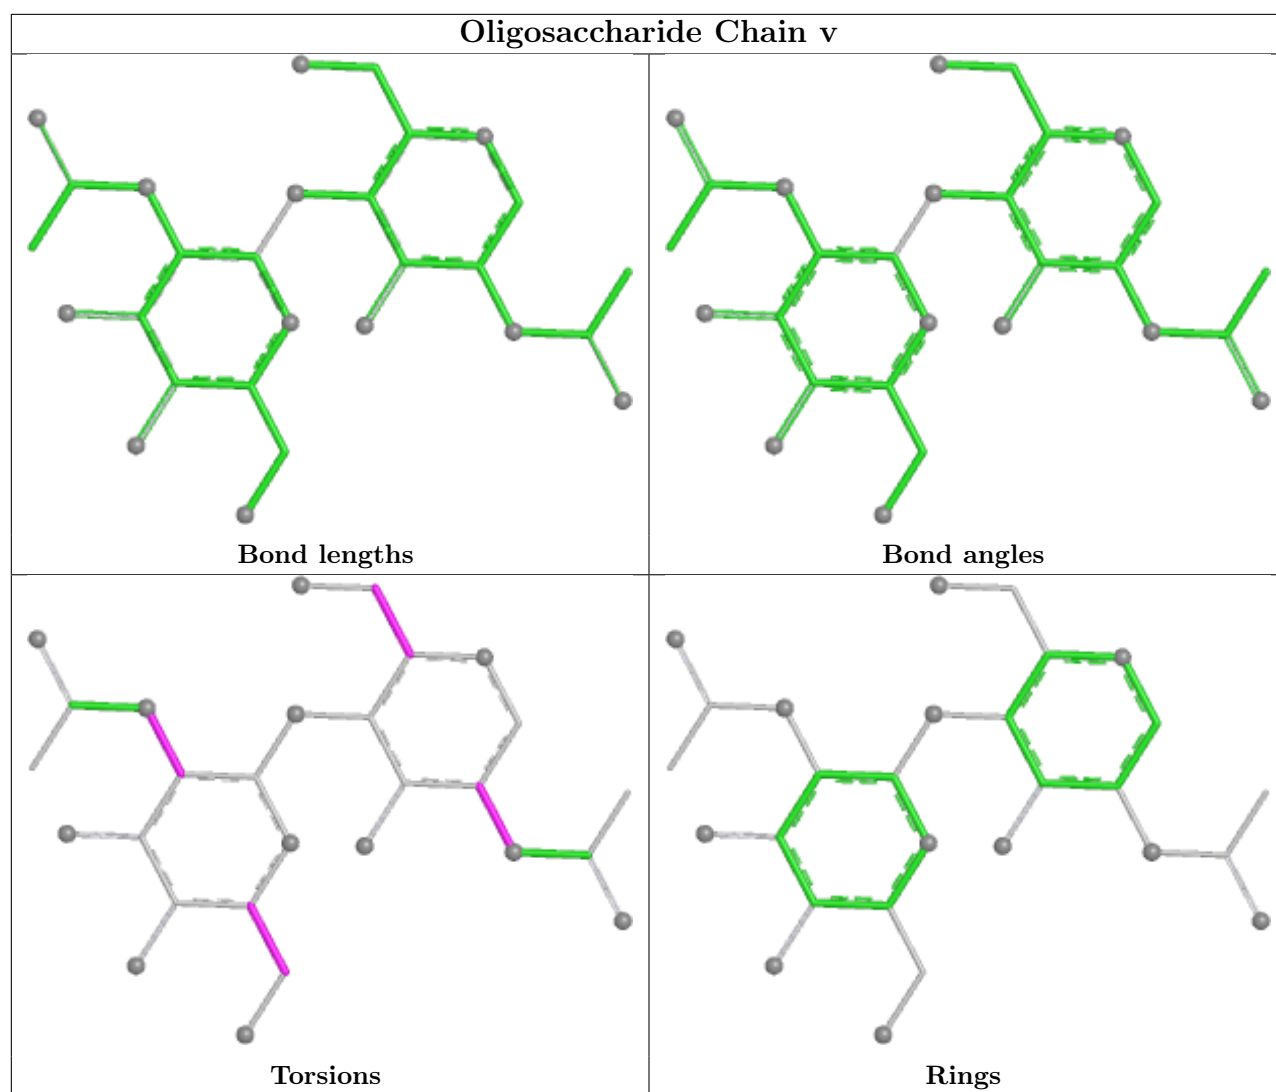 Oligosaccharide Chain v
Bond lengths
Bond angles
Torsions
Rings